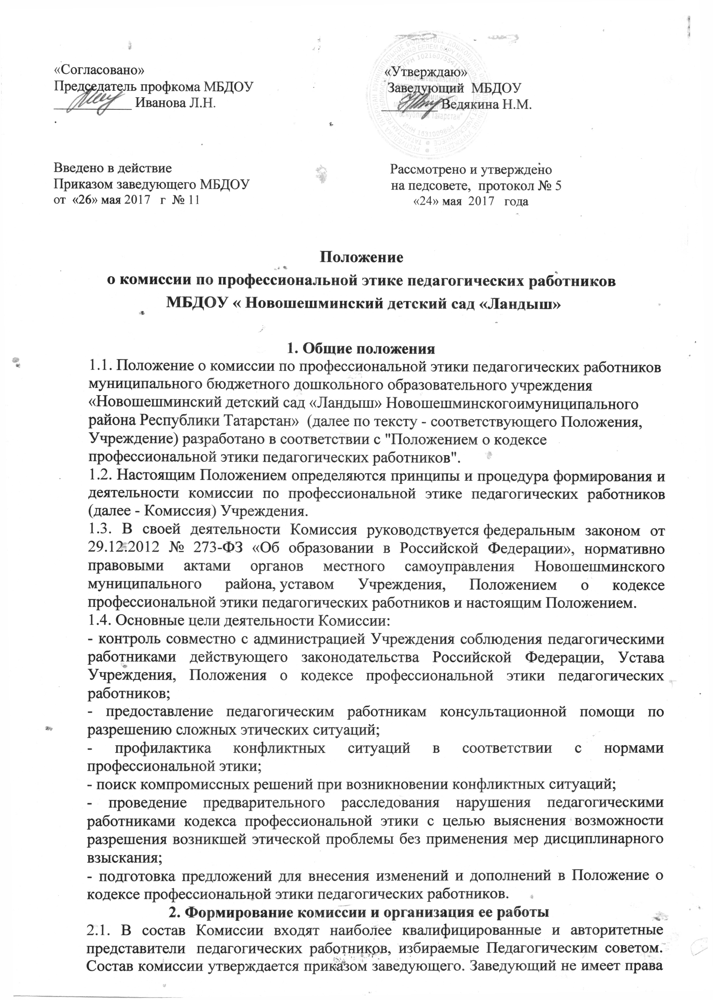 «Согласовано»
Председатель профкома МБДОУ
Иванова Л.Н.
«Утверждаю»
Заведующий МБДОУ
Ведякина Н.М.
Введено в действие
Приказом заведующего МБДОУ
от «26» мая 2017 г № 11
Рассмотрено и утверждено
на педсовете, протокол № 5
«24» мая 2017 года
Положение
о комиссии по профессиональной этике педагогических работников
МБДОУ « Новошешминский детский сад «Ландыш»
1. Общие положения
1.1. Положение о комиссии по профессиональной этики педагогических работников
муниципального бюджетного дошкольного образовательного учреждения
«Новошешминский детский сад «Ландыш» Новошешминскогоимуниципального
района Республики Татарстан» (далее по тексту - соответствующего Положения,
Учреждение) разработано в соответствии с "Положением о кодексе
профессиональной этики педагогических работников".
1.2. Настоящим Положением определяются принципы и процедура формирования и
деятельности комиссии по профессиональной этике педагогических работников
(далее - Комиссия) Учреждения.
1.3. В своей деятельности Комиссия руководствуется федеральным законом от
29.12.2012 № 273-ФЗ «Об образовании в Российской Федерации», нормативно
правовыми актами органов местного самоуправления Новошешминского
муниципального района, уставом Учреждения, Положением о кодексе
профессиональной этики педагогических работников и настоящим Положением.
1.4. Основные цели деятельности Комиссии:
- контроль совместно с администрацией Учреждения соблюдения педагогическими
работниками действующего законодательства Российской Федерации, Устава
Учреждения, Положения о кодексе профессиональной этики педагогических
работников;
- предоставление педагогическим работникам консультационной помощи по
разрешению сложных этических ситуаций;
- профилактика конфликтных ситуаций в соответствии с нормами
профессиональной этики;
- поиск компромиссных решений при возникновении конфликтных ситуаций;
- проведение предварительного расследования нарушения педагогическими
работниками кодекса профессиональной этики с целью выяснения возможности
разрешения возникшей этической проблемы без применения мер дисциплинарного
взыскания;
- подготовка предложений для внесения изменений и дополнений в Положение о
кодексе профессиональной этики педагогических работников.
2. Формирование комиссии и организация ее работы
2.1. В состав Комиссии входят наиболее квалифицированные и авторитетные
представители педагогических работников, избираемые Педагогическим советом.
Состав комиссии утверждается приказом заведующего. Заведующий не имеет права